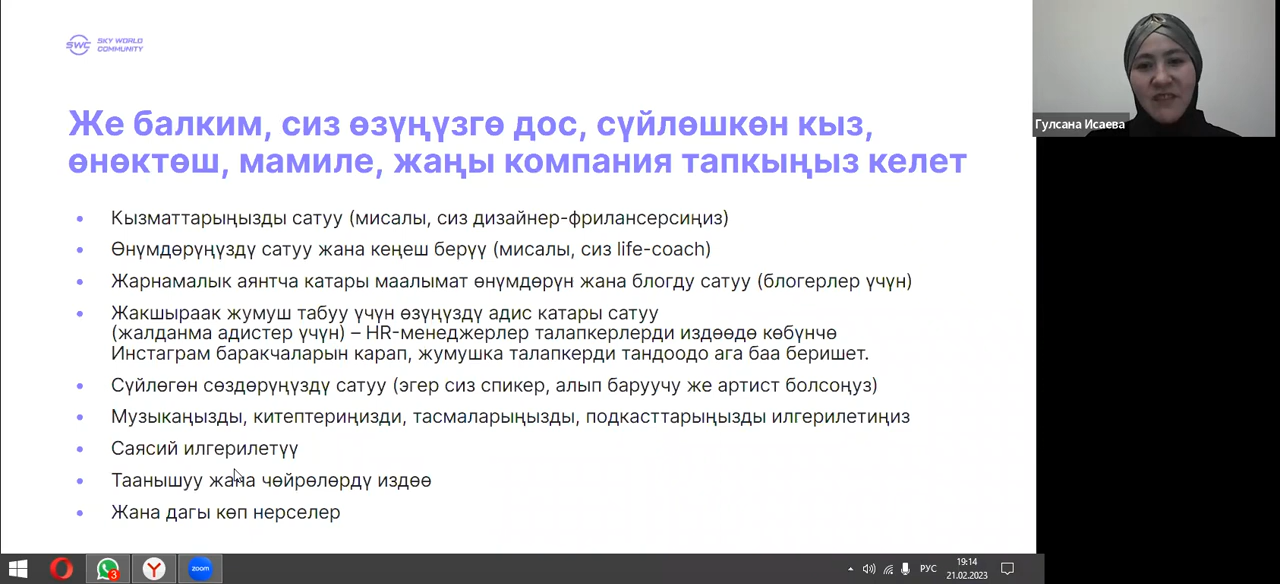 SWC SKY WORLD
COMMUNITY
Же балким, сиз өзүңүзгө дос, сүйлөшкөн кыз,
өнөктөш, мамиле, жаңы компания тапкыңыз келет
• Кызматтарыңызды сатуу (мисалы, сиз дизайнер-фрилансерсиңиз)
• Өнүмдөрүңүздү сатуу жана кеңеш берүү (мисалы, сиз life-coach)
• Жарнамалык аянтча катары маалымат өнүмдөрүн жана блогду сатуу (блогерлер үчүн)
• Жакшыраак жумуш табуу үчүн өзүңүздү адис катары сатуу
(жалданма адистер үчүн) – HR-менеджерлер талапкерлерди издөөдө көбүнчө
Инстаграм баракчаларын карап, жумушка талапкерди тандоодо ага баа беришет.
• Сүйлөгөн сөздөрүңүздү сатуу (эгер сиз спикер, алып баруучу же артист болсоңуз)
• Музыкаңызды, китептериңизди, тасмаларыңызды, подкасттарыңызды илгерилетиңиз
• Саясий илгерилетүү
• Таанышуу жана чөйрөлөрдү издөө
• Жана дагы көп нерселер
Гулсана Исаева
3
zoom
РУС
19:14
21.02.2023